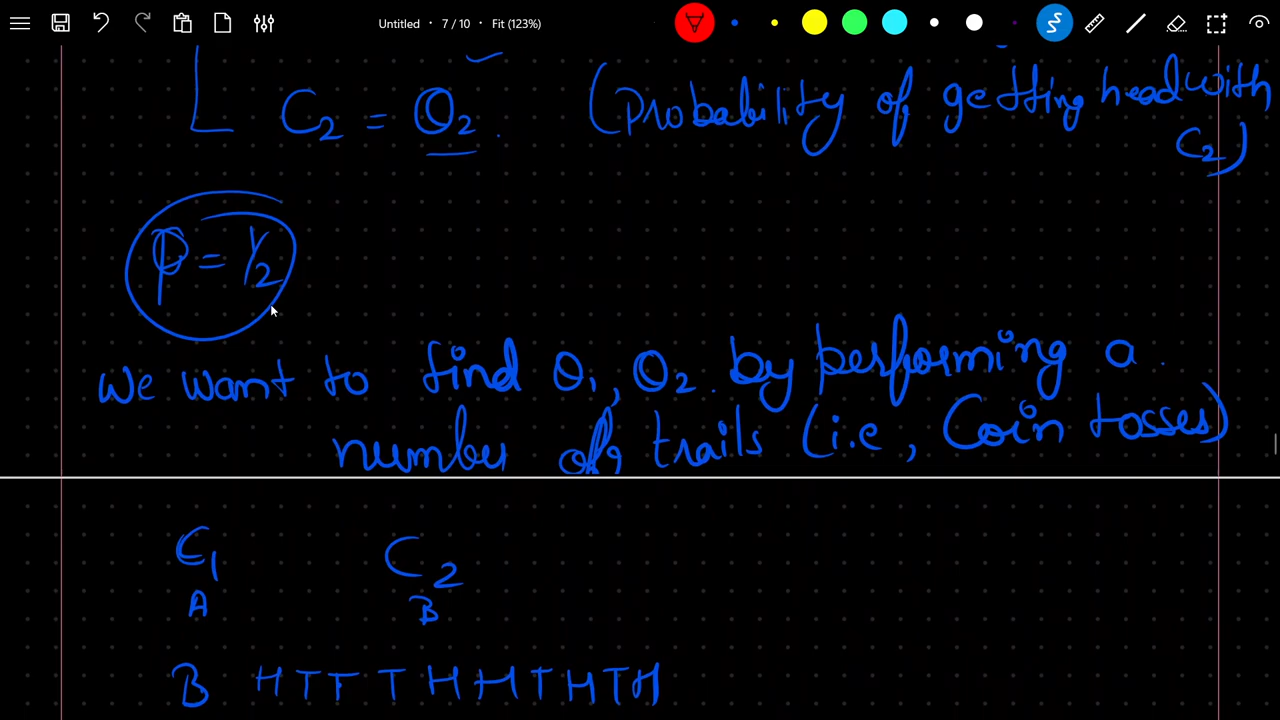 Untitled • 7 / 10 • Fit (123%)
C2 = θ2. (Probability of getting head with
C2)
P = 1/2
We want to find θ1, θ2. by performing a
number of trails (i.e, Coin tosses)
C1 C2
A B
B H T T T H H T H T H